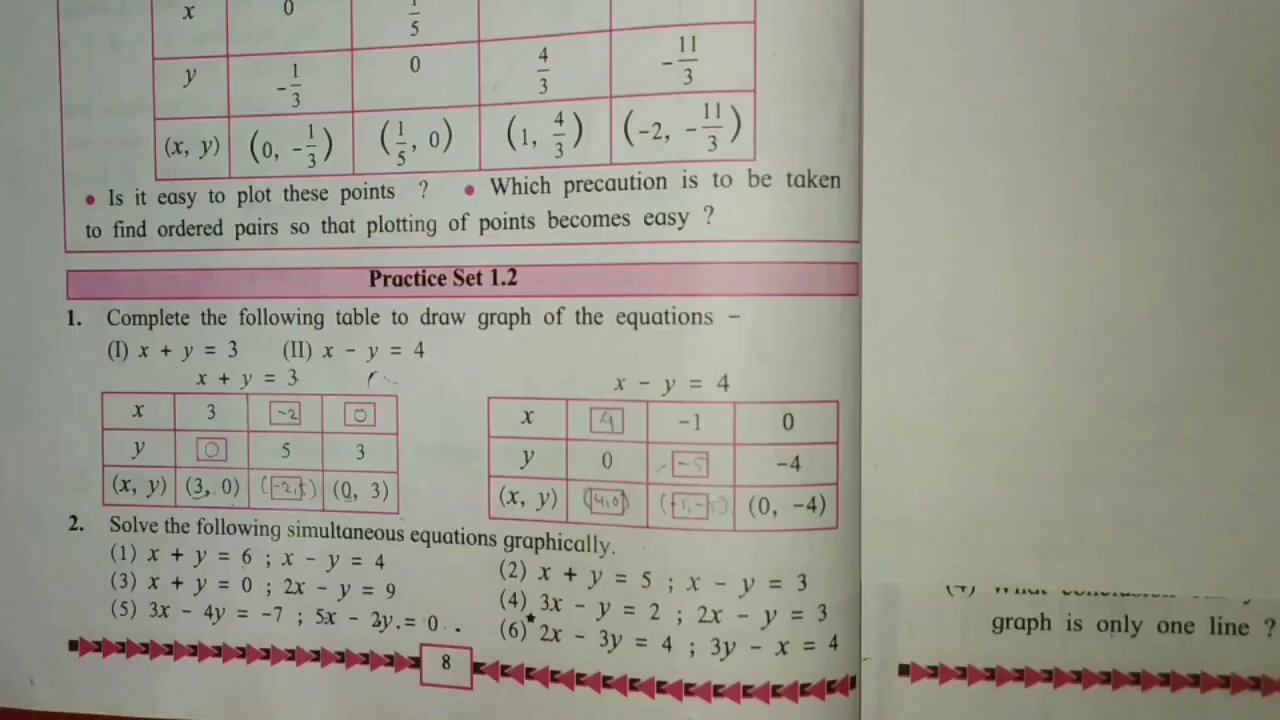 x 0 1/5
y -1/3 0 4/3 -11/3
(x, y) (0, -1/3) (1/5, 0) (1, 4/3) (-2, -11/3)
• Is it easy to plot these points ? • Which precaution is to be taken
to find ordered pairs so that plotting of points becomes easy ?
Practice Set 1.2
1. Complete the following table to draw graph of the equations -
(I) x + y = 3 (II) x - y = 4
x + y = 3
x 3 -2 0
y 0 5 3
(x, y) (3, 0) (-2,5) (0, 3)
x - y = 4
x 4 -1 0
y 0 -5 -4
(x, y) (4,0) (-1,-5) (0, -4)
2. Solve the following simultaneous equations graphically.
(1) x + y = 6 ; x - y = 4
(2) x + y = 5 ; x - y = 3
(3) x + y = 0 ; 2x - y = 9
(4) 3x - y = 2 ; 2x - y = 3
(5) 3x - 4y = -7 ; 5x - 2y = 0
(6)★ 2x - 3y = 4 ; 3y - x = 4
8
graph is only one line ?